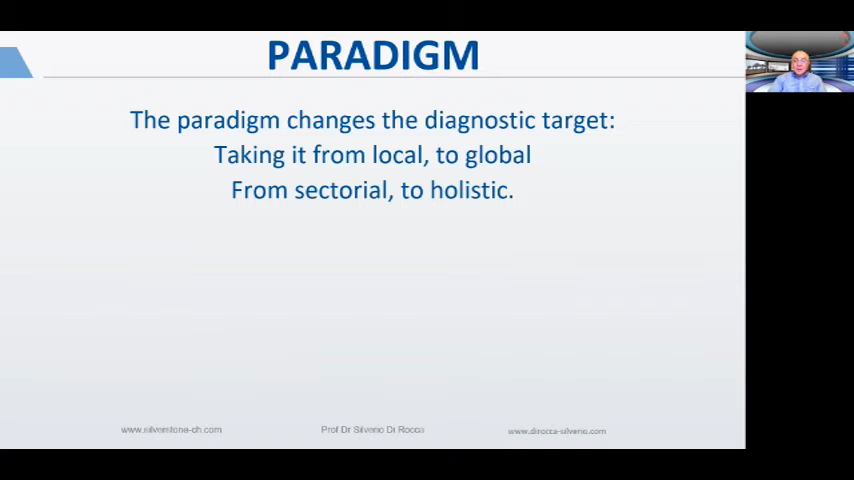 PARADIGM
The paradigm changes the diagnostic target:
Taking it from local, to global
From sectorial, to holistic.
www.silverstone-ch.com Prof Dr Silverio Di Rocca www.dirocca-silverio.com